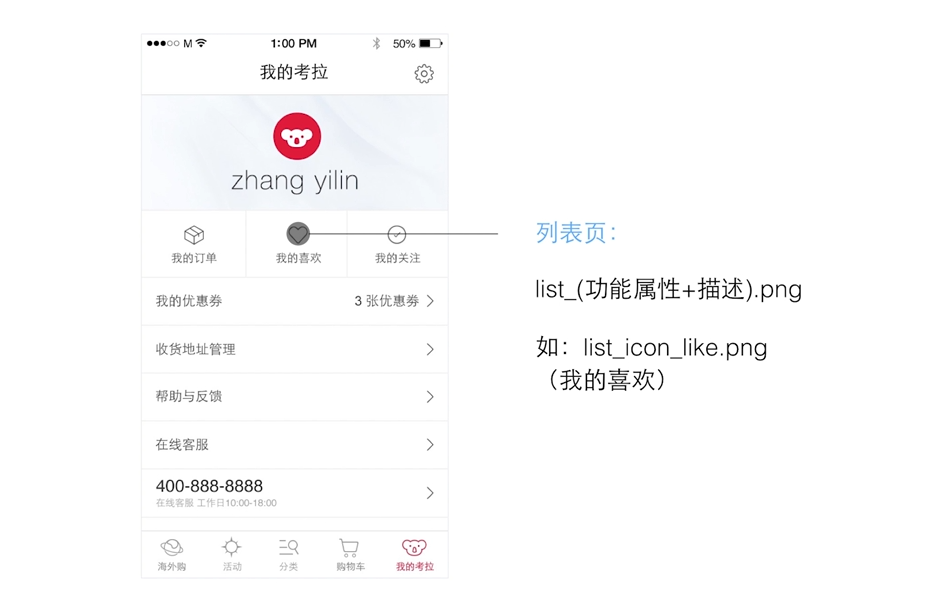 M
1:00 PM
50%
我的考拉
zhang yilin
我的订单
我的喜欢
我的关注
我的优惠券
3 张优惠券
收货地址管理
帮助与反馈
在线客服
400-888-8888
在线客服 工作日10:00-18:00
海外购
活动
分类
购物车
我的考拉
列表页：
list_(功能属性+描述).png
如：list_icon_like.png
（我的喜欢）